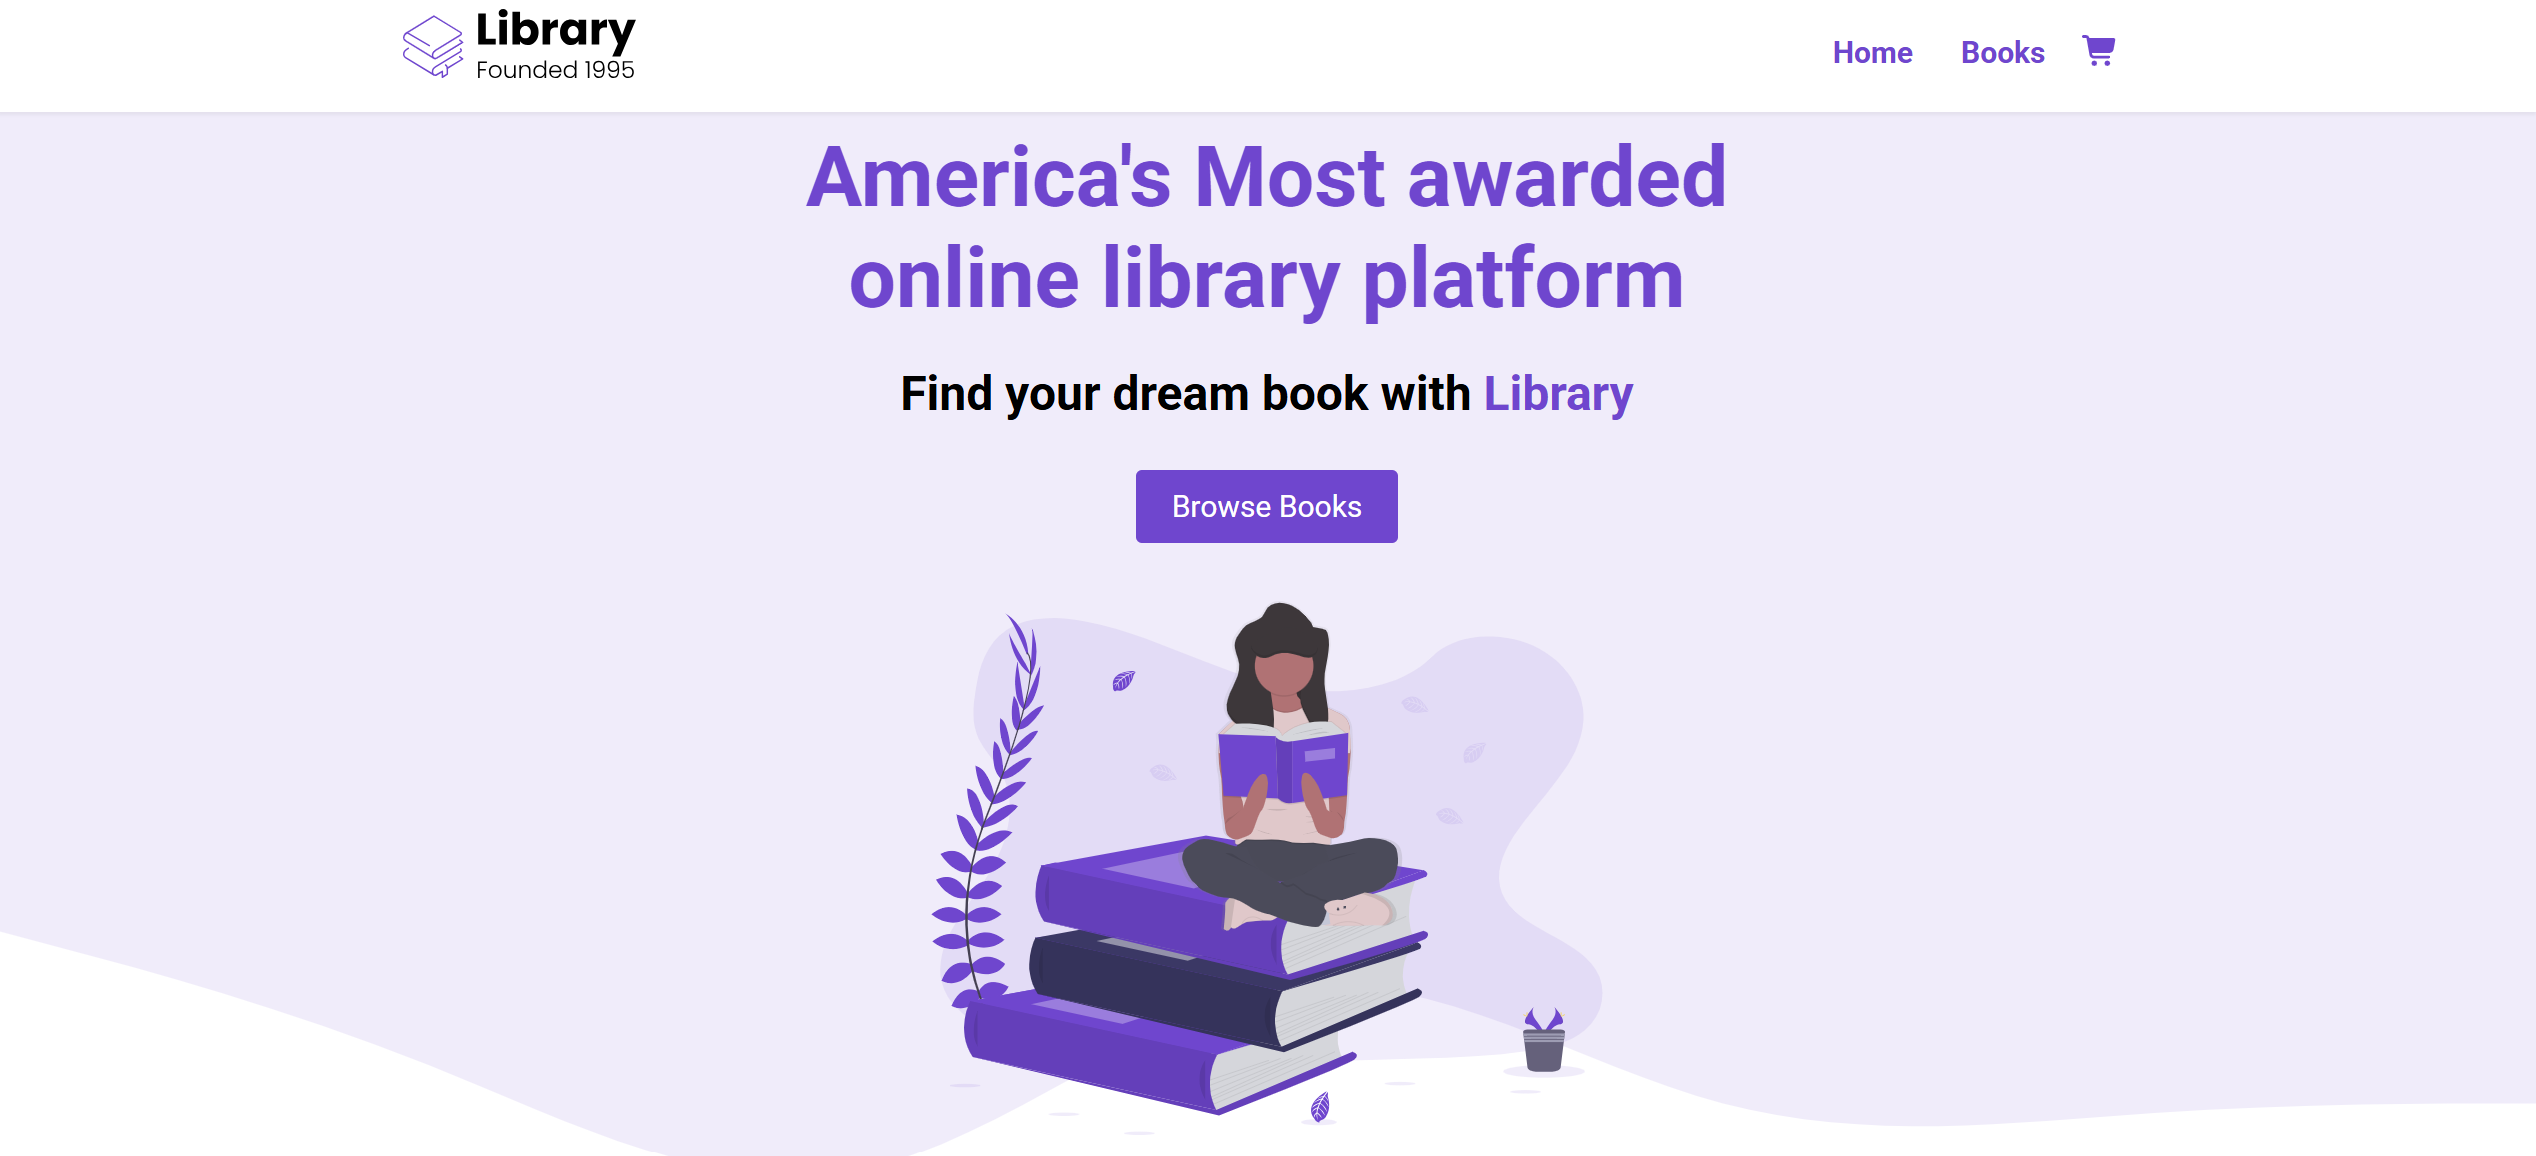 Library
Founded 1995
Home
Books
America's Most awarded
online library platform
Find your dream book with Library
Browse Books